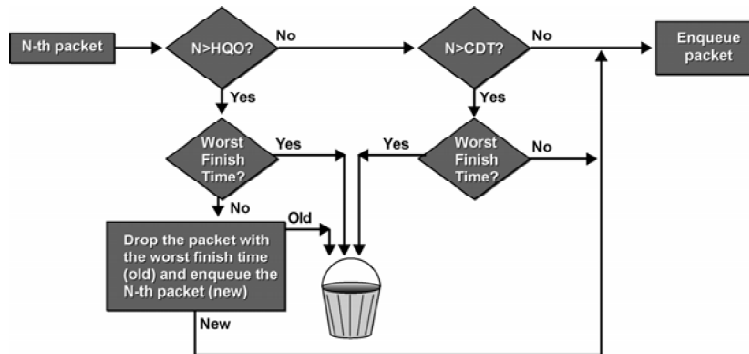 N-th packet
N>HQO?
No
N>CDT?
No
Enqueue
packet
Yes
Yes
Worst
Finish
Time?
Yes
Yes
Worst
Finish
Time?
No
No
Old
Drop the packet with
the worst finish time
(old) and enqueue the
N-th packet (new)
New